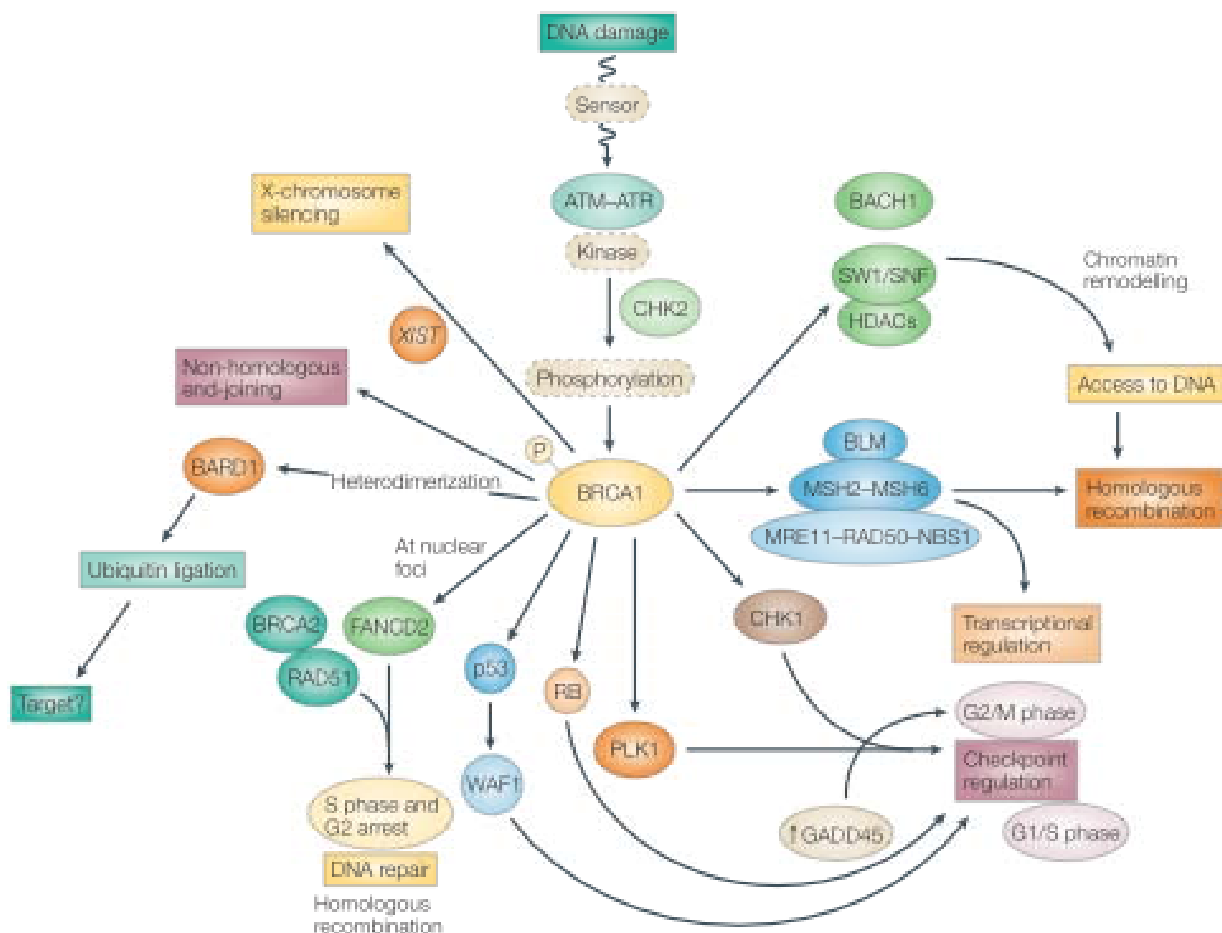 DNA damage
Sensor
ATM–ATR
Kinase
CHK2
Phosphorylation
X-chromosome
silencing
XIST
Non-homologous
end-joining
BARD1
Heterodimerization
Ubiquitin ligation
Target?
P
BRCA1
BACH1
SW1/SNF
HDACs
Chromatin
remodelling
Access to DNA
BLM
MSH2–MSH6
MRE11–RAD50–NBS1
Homologous
recombination
Transcriptional
regulation
At nuclear
foci
BRCA2
FANCD2
RAD51
S phase and
G2 arrest
DNA repair
Homologous
recombination
p53
WAF1
RB
PLK1
CHK1
↑GADD45
G2/M phase
Checkpoint
regulation
G1/S phase